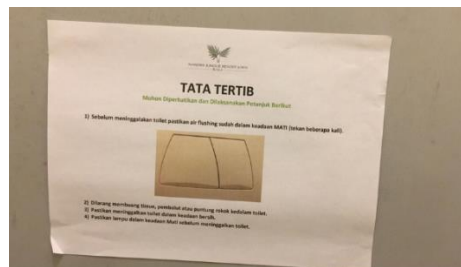 TATA TERTIB
Mohon Diperhatikan dan Dilaksanakan Petunjuk Berikut
1) Sebelum meninggalakan toilet pastikan air flushing sudah dalam keadaan MATI (tekan beberapa kali).
2) Dilarang membuang tissue, pembalut atau puntung rokok kedalam toilet.
3) Pastikan meninggalkan toilet dalam keadaan bersih.
4) Pastikan lampu dalam keadaan Mati sebelum meninggalkan toilet.